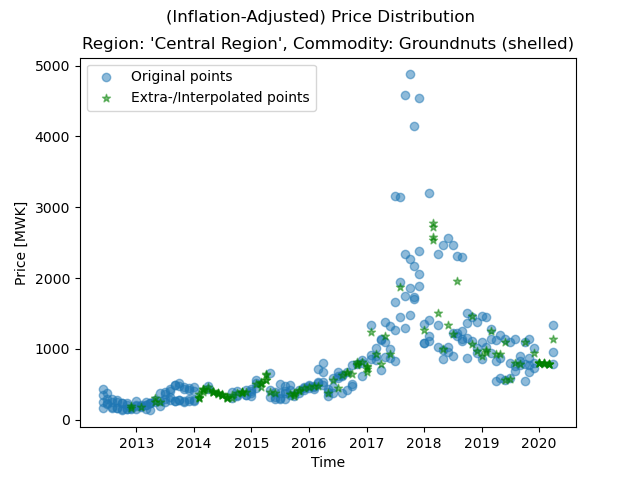 (Inflation-Adjusted) Price Distribution
Region: 'Central Region', Commodity: Groundnuts (shelled)
Original points
Extra-/Interpolated points
5000
4000
3000
2000
1000
0
Price [MWK]
2013 2014 2015 2016 2017 2018 2019 2020
Time